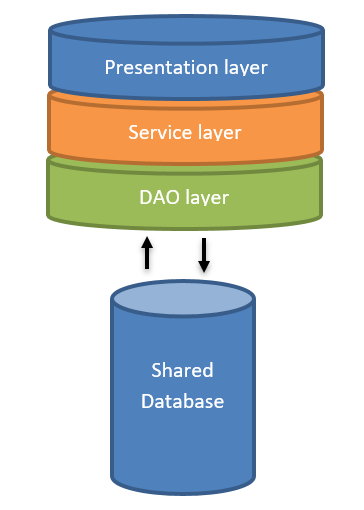 Presentation layer
Service layer
DAO layer
Shared
Database